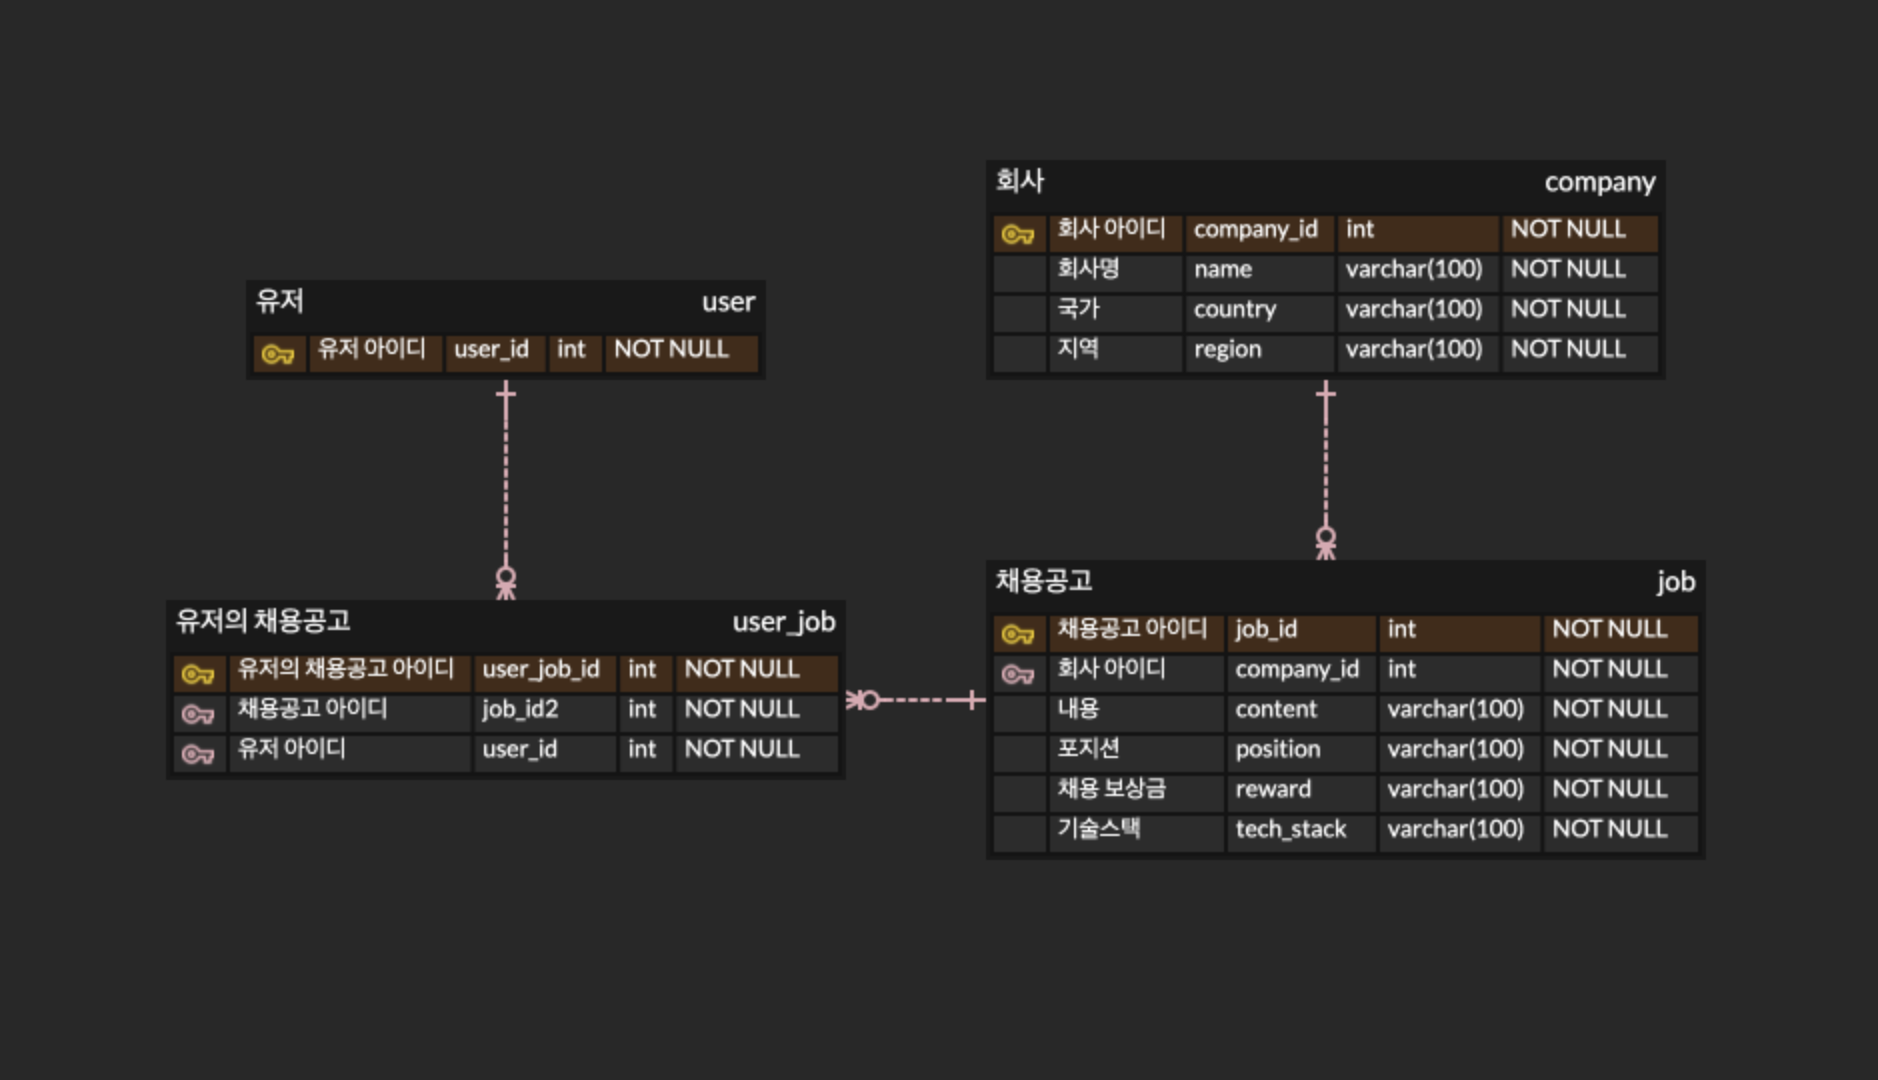 회사 company
회사 아이디 company_id int NOT NULL
회사명 name varchar(100) NOT NULL
국가 country varchar(100) NOT NULL
지역 region varchar(100) NOT NULL
유저 user
유저 아이디 user_id int NOT NULL
유저의 채용공고 user_job
유저의 채용공고 아이디 user_job_id int NOT NULL
채용공고 아이디 job_id2 int NOT NULL
유저 아이디 user_id int NOT NULL
채용공고 job
채용공고 아이디 job_id int NOT NULL
회사 아이디 company_id int NOT NULL
내용 content varchar(100) NOT NULL
포지션 position varchar(100) NOT NULL
채용 보상금 reward varchar(100) NOT NULL
기술스택 tech_stack varchar(100) NOT NULL